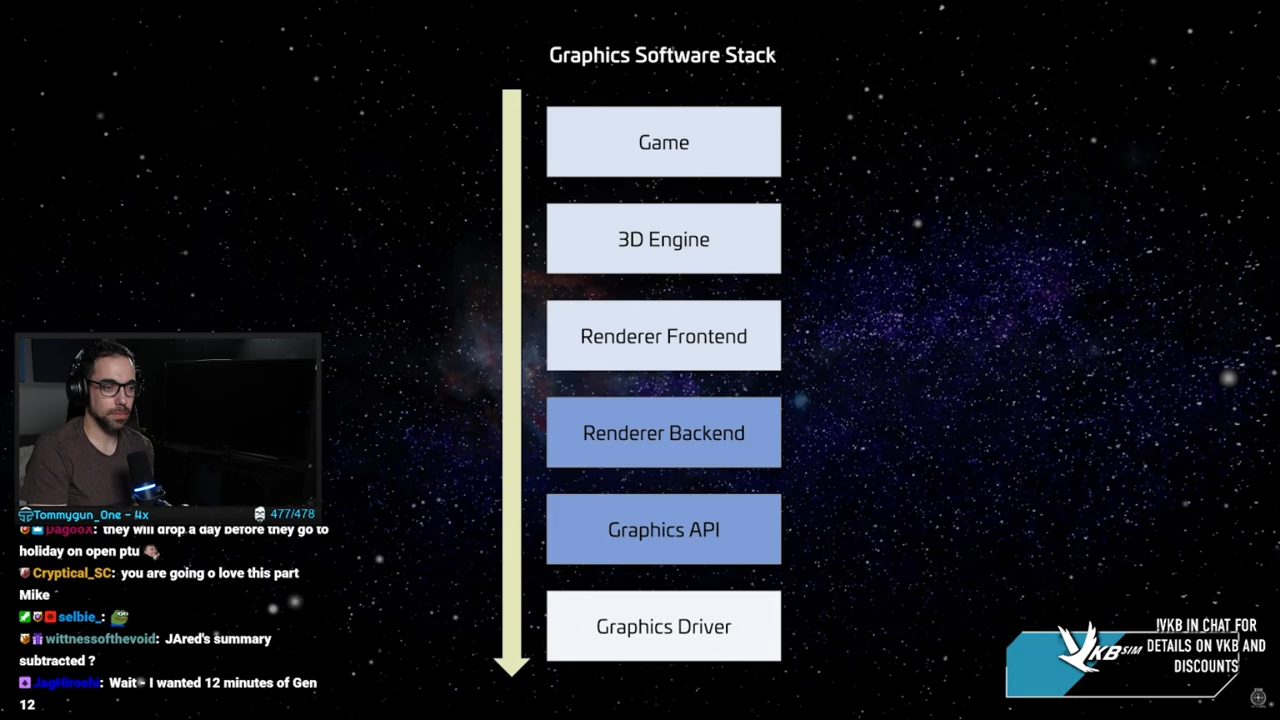 Graphics Software Stack
Game
3D Engine
Renderer Frontend
Renderer Backend
Graphics API
Graphics Driver
Tommygun_One - 4x
477/478
DagooX: they will drop a day before they go to
holiday on open ptu
Cryptical_SC: you are going o love this part
Mike
selbie_:
wittnessofthevoid: JAred's summary
subtracted ?
JagHiroshi: Wait - I wanted 12 minutes of Gen
12
VKB SIM
!VKB IN CHAT FOR
DETAILS ON VKB AND
DISCOUNTS